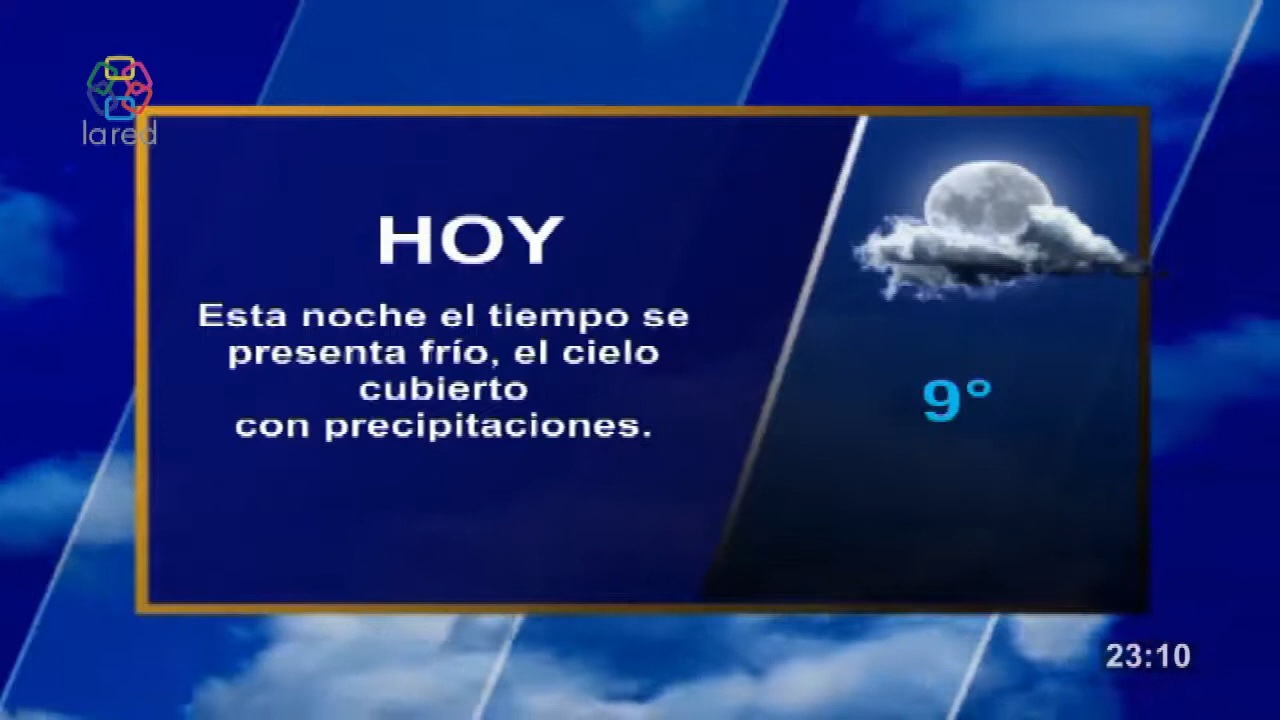 lared
HOY
Esta noche el tiempo se
presenta frío, el cielo
cubierto
con precipitaciones.
9°
23:10